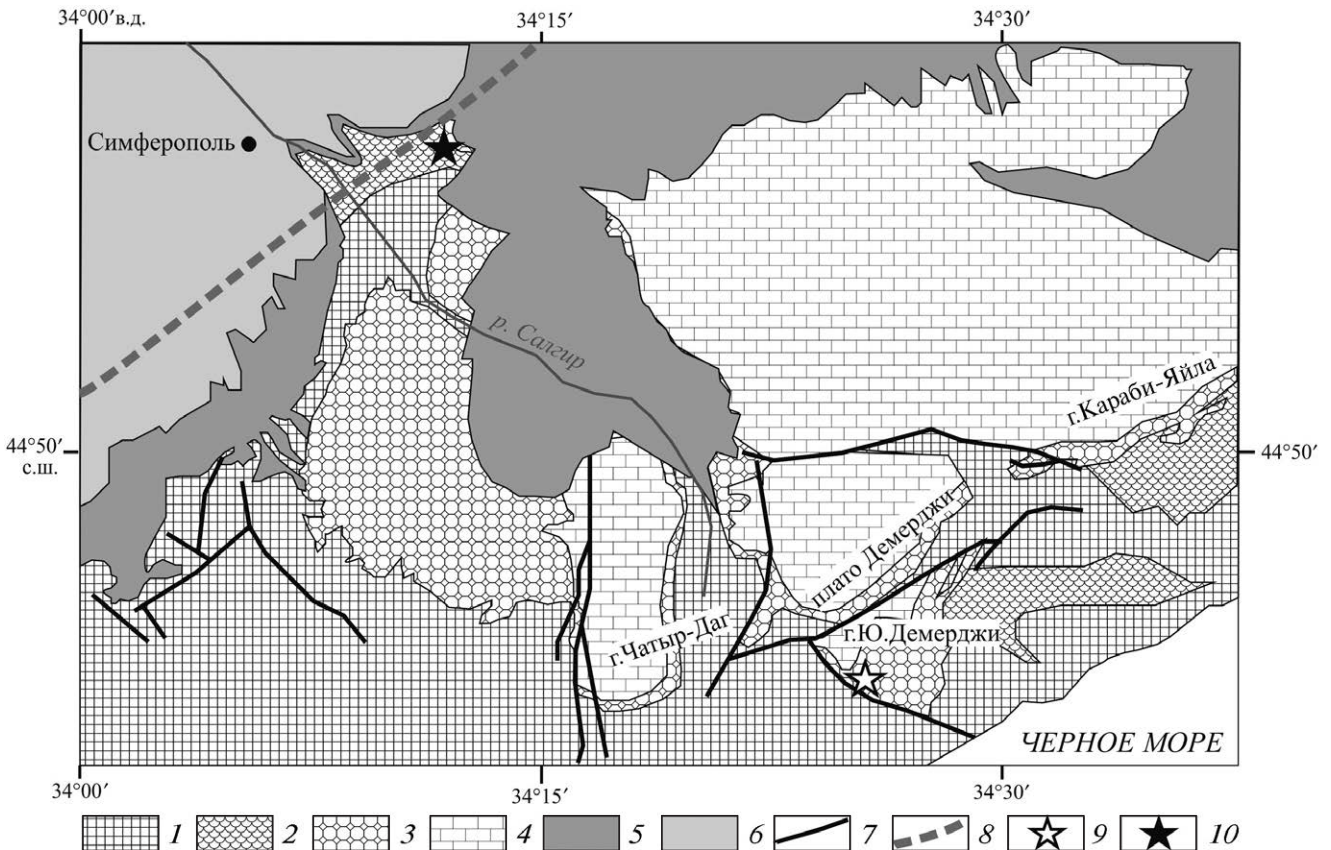 34°00′в.д.
34°15′
34°30′
Симферополь
р. Салгир
г.Караби-Яйла
44°50′
с.ш.
44°50′
плато Демерджи
г.Чатыр-Даг
г.Ю.Демерджи
ЧЕРНОЕ МОРЕ
34°00′
34°15′
34°30′
1 2 3 4 5 6 7 8 9 10